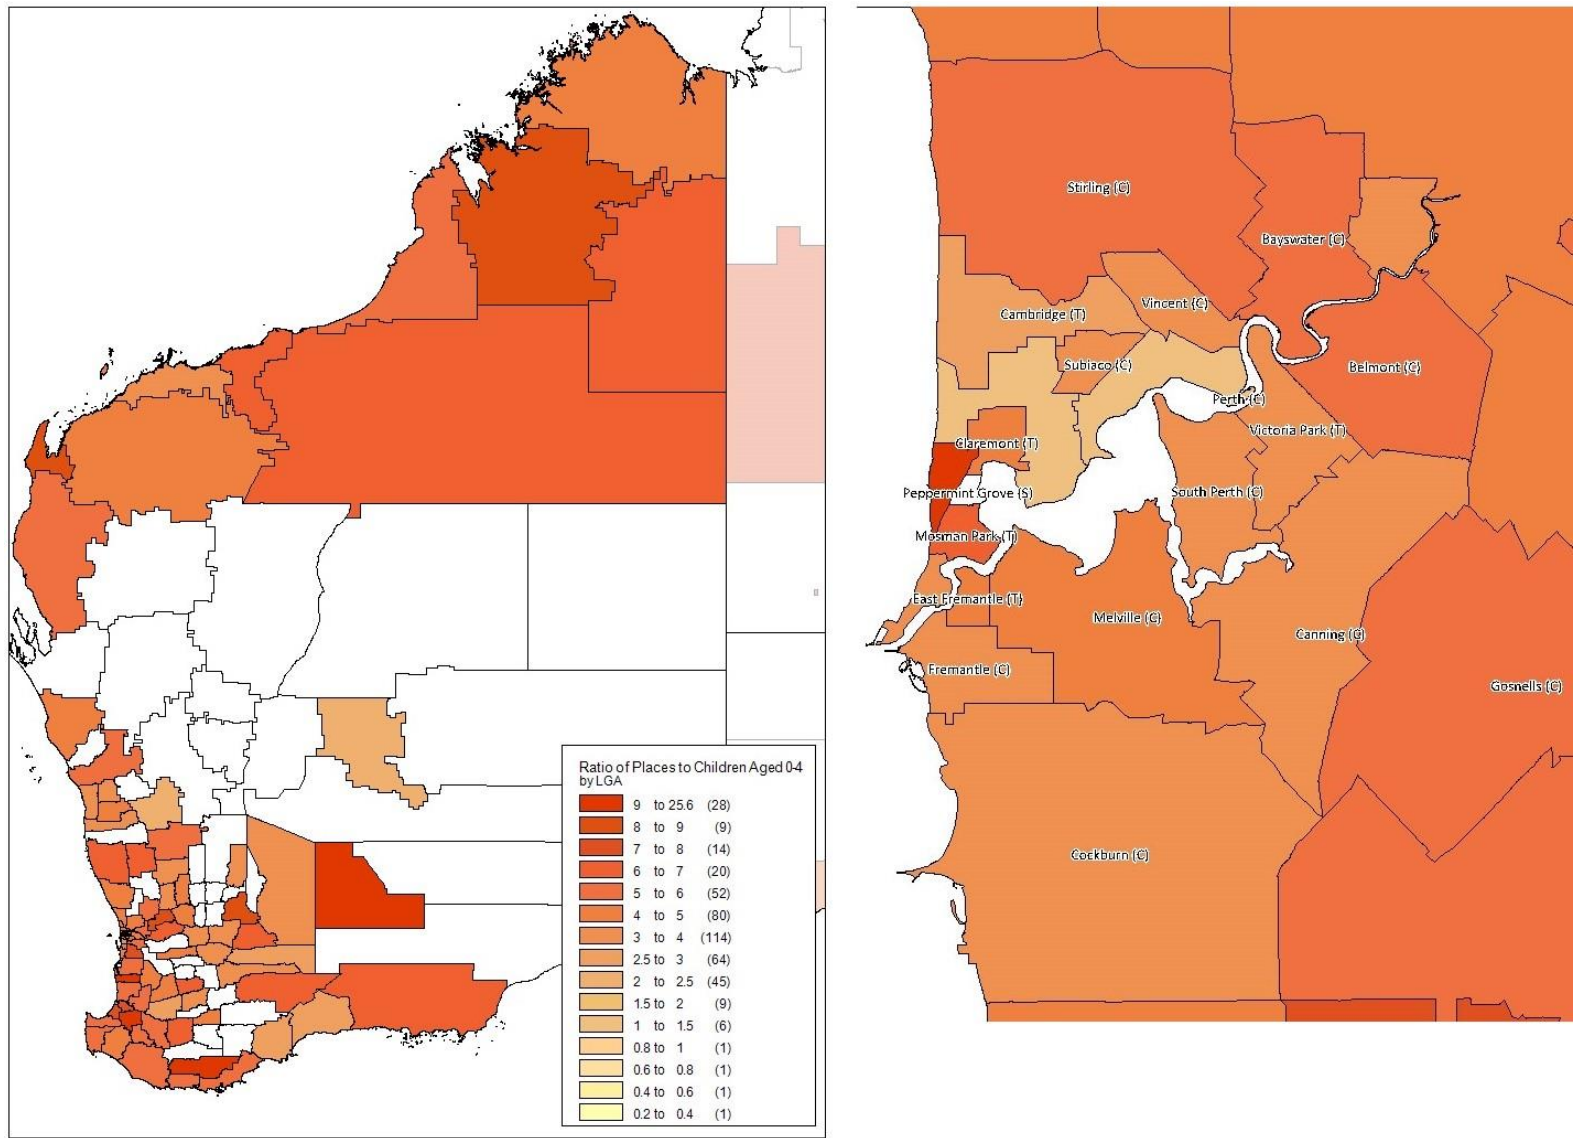 Ratio of Places to Children Aged 0-4
by LGA
9 to 25.6 (28)
8 to 9 (9)
7 to 8 (14)
6 to 7 (20)
5 to 6 (52)
4 to 5 (80)
3 to 4 (114)
2.5 to 3 (64)
2 to 2.5 (45)
1.5 to 2 (9)
1 to 1.5 (6)
0.8 to 1 (1)
0.6 to 0.8 (1)
0.4 to 0.6 (1)
0.2 to 0.4 (1)
Stirling (C)
Bayswater (C)
Vincent (C)
Cambridge (T)
Subiaco (C)
Belmont (C)
Perth (C)
Victoria Park (T)
Claremont (T)
Peppermint Grove (S)
South Perth (C)
Mosman Park (T)
East Fremantle (T)
Melville (C)
Canning (C)
Fremantle (C)
Gosnells (C)
Cockburn (C)